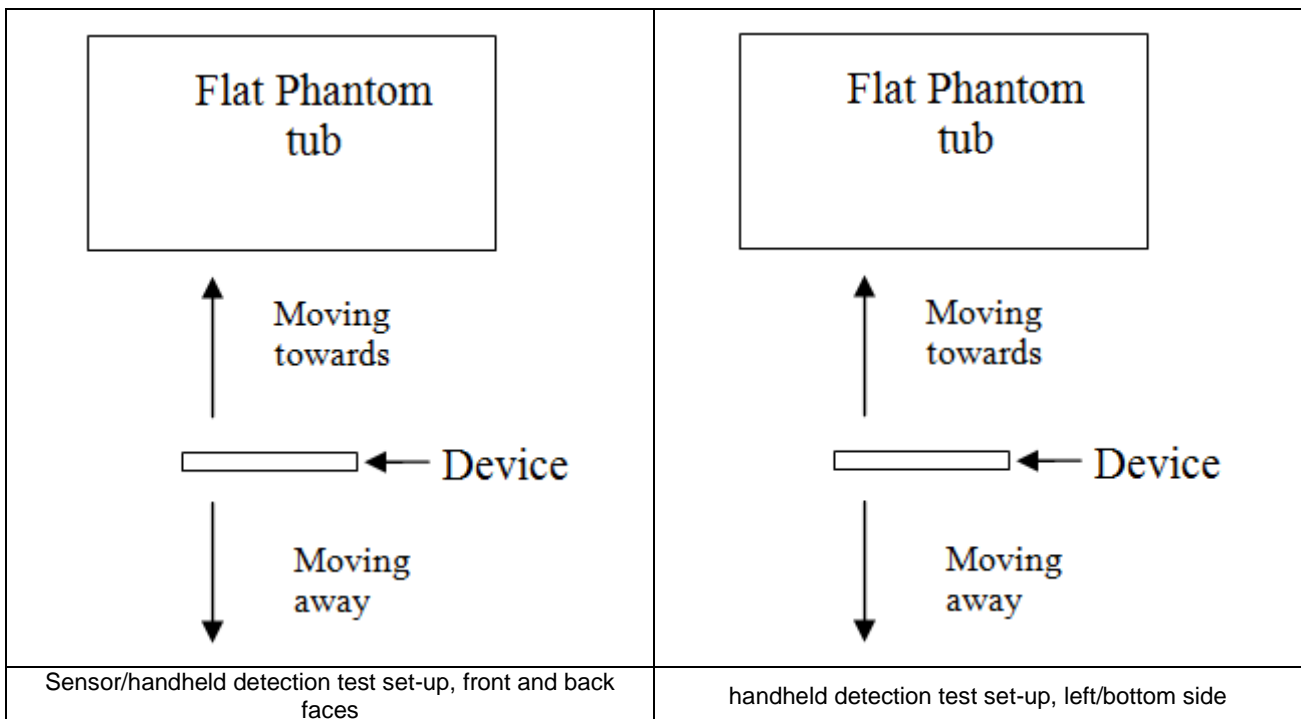 Flat Phantom
tub
Moving
towards
Device
Moving
away
Sensor/handheld detection test set-up, front and back
faces
Flat Phantom
tub
Moving
towards
Device
Moving
away
handheld detection test set-up, left/bottom side